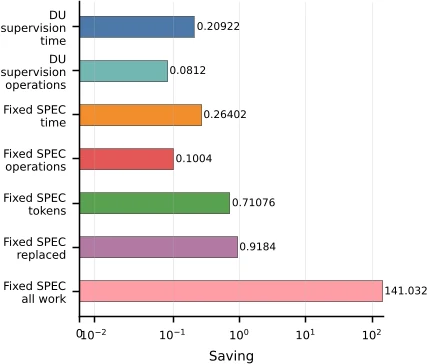 DU
supervision
time
0.20922
DU
supervision
operations
0.0812
Fixed SPEC
time
0.26402
Fixed SPEC
operations
0.1004
Fixed SPEC
tokens
0.71076
Fixed SPEC
replaced
0.9184
Fixed SPEC
all work
141.032
0 10⁻² 10⁻¹ 10⁰ 10¹ 10²
Saving